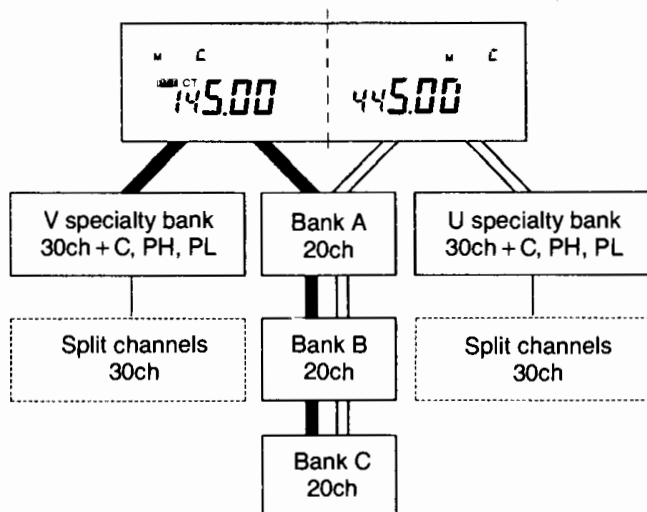 M C M C
CT
145.00 445.00
V specialty bank
30ch + C, PH, PL
Bank A
20ch
U specialty bank
30ch + C, PH, PL
Split channels
30ch
Bank B
20ch
Split channels
30ch
Bank C
20ch